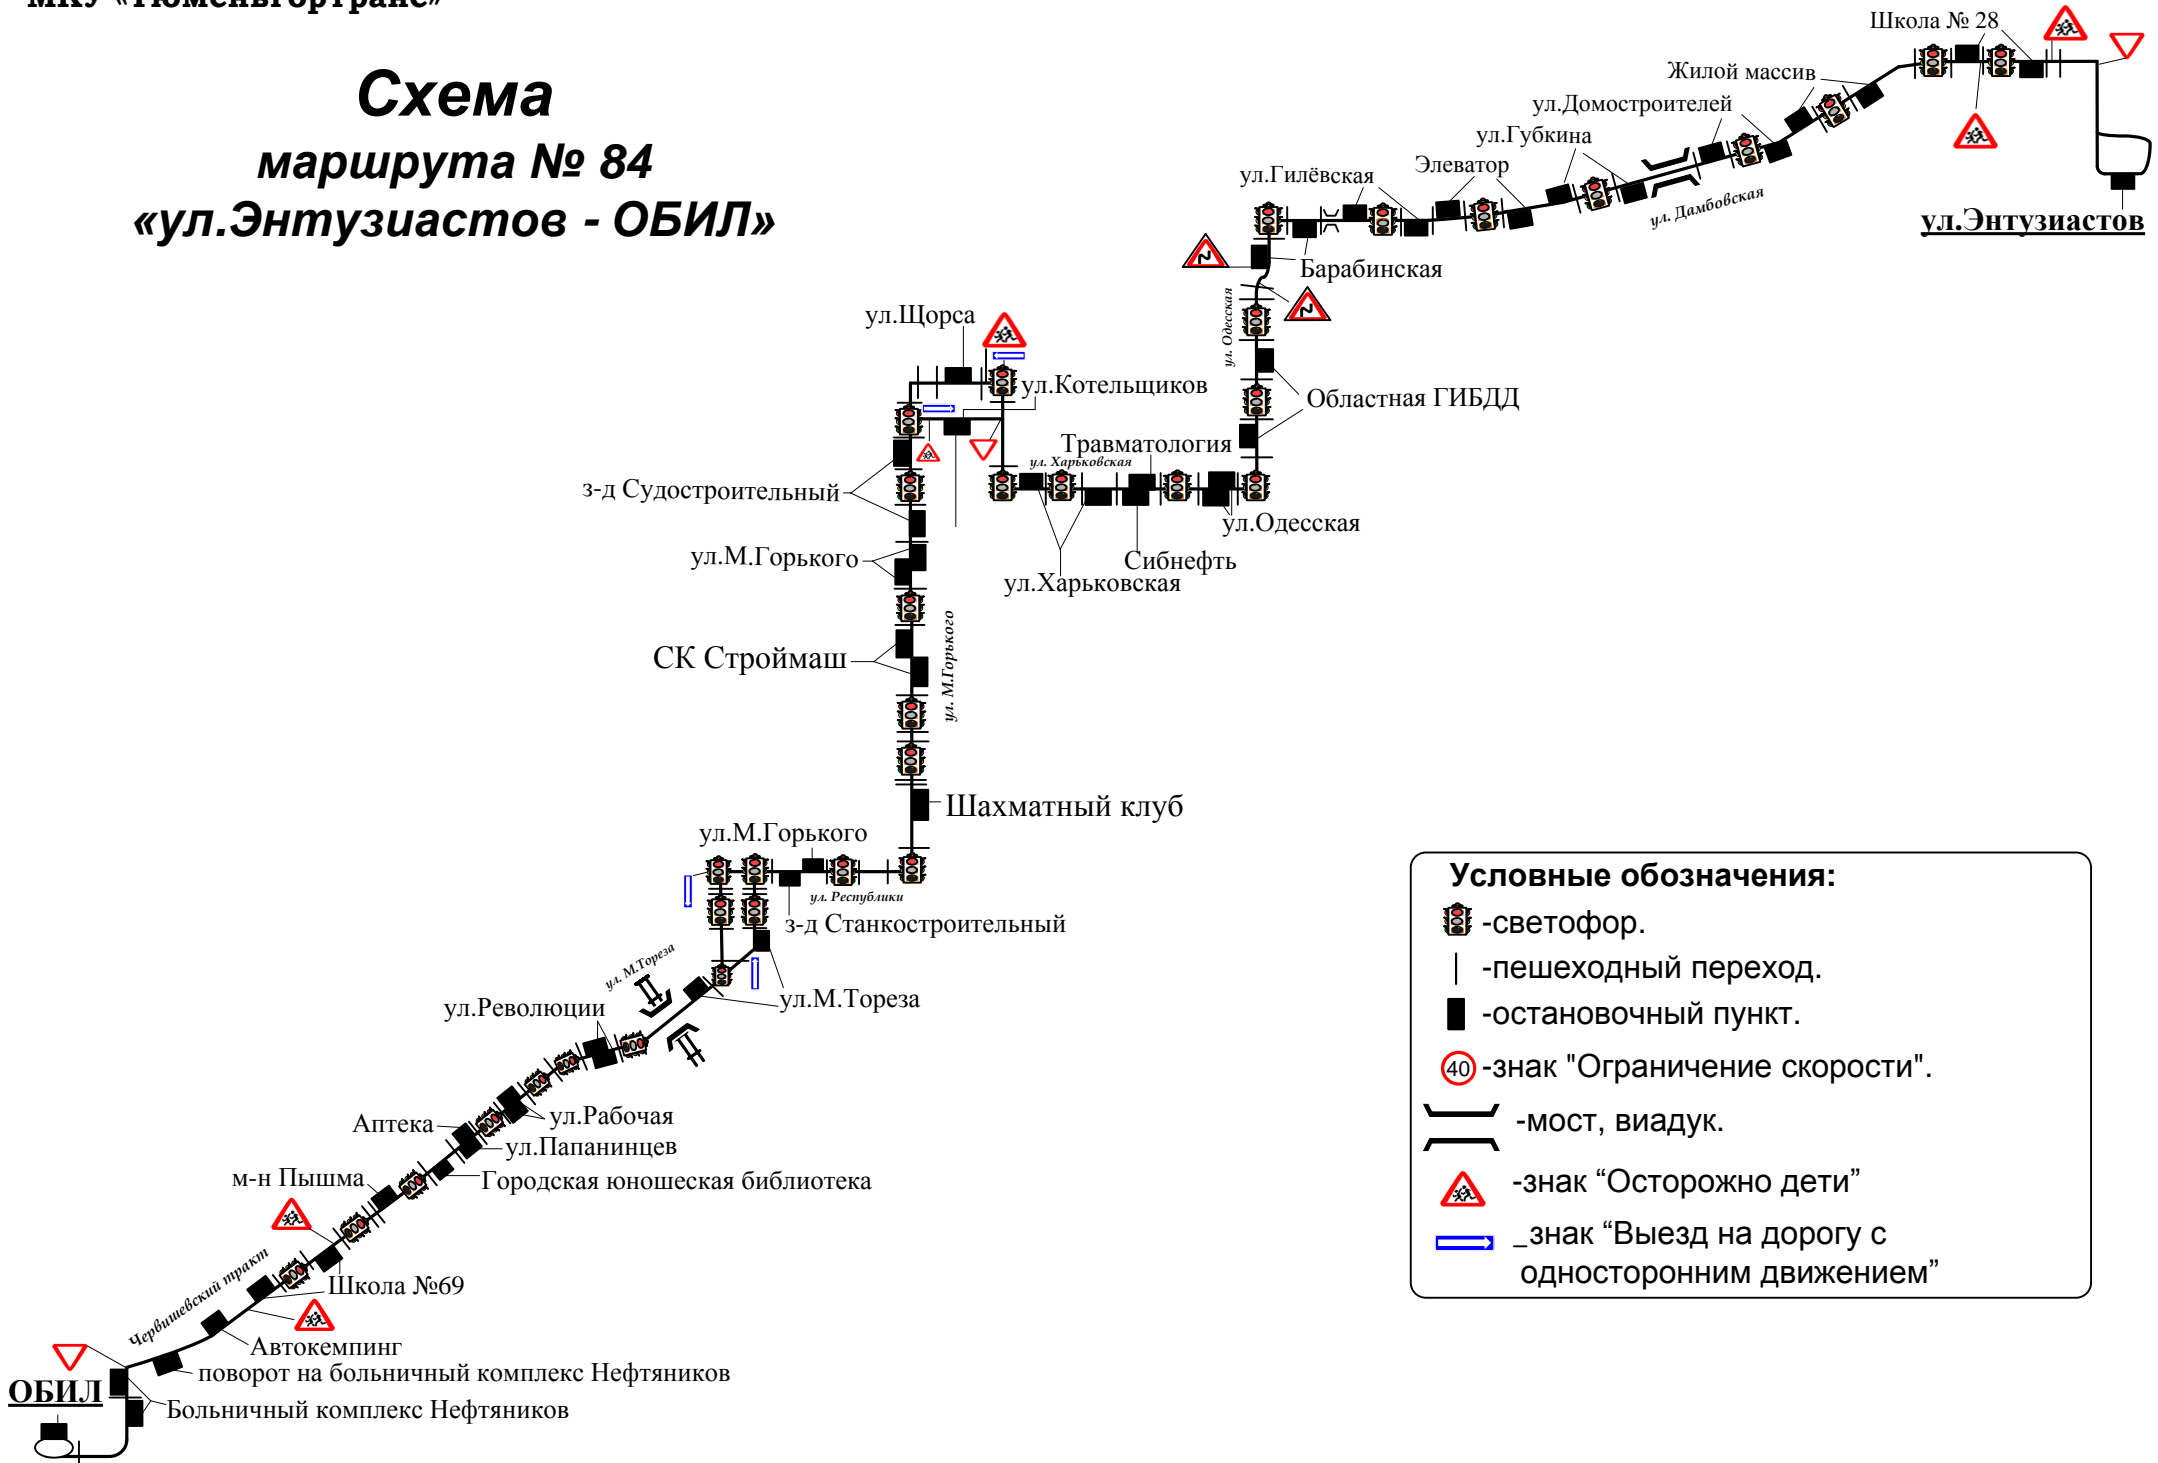 МКУ «Тюменьгортранс»
Схема
маршрута № 84
«ул.Энтузиастов - ОБИЛ»
Школа № 28
Жилой массив
ул.Домостроителей
ул.Губкина
Элеватор
ул.Гилёвская
ул. Дамбовская
ул.Энтузиастов
Барабинская
ул. Одесская
ул.Щорса
ул.Котельщиков
Областная ГИБДД
Травматология
ул. Харьковская
з-д Судостроительный
ул.Одесская
ул.М.Горького
Сибнефть
ул.Харьковская
СК Строймаш
ул. М.Горького
Шахматный клуб
ул.М.Горького
ул. Республики
з-д Станкостроительный
ул. М.Тореза
ул.М.Тореза
ул.Революции
ул.Рабочая
Аптека
ул.Папанинцев
м-н Пышма
Городская юношеская библиотека
Червишевский тракт
Школа №69
Автокемпинг
поворот на больничный комплекс Нефтяников
ОБИЛ
Больничный комплекс Нефтяников
Условные обозначения:
-светофор.
-пешеходный переход.
-остановочный пункт.
40 -знак "Ограничение скорости".
-мост, виадук.
-знак “Осторожно дети”
_знак “Выезд на дорогу с
односторонним движением”